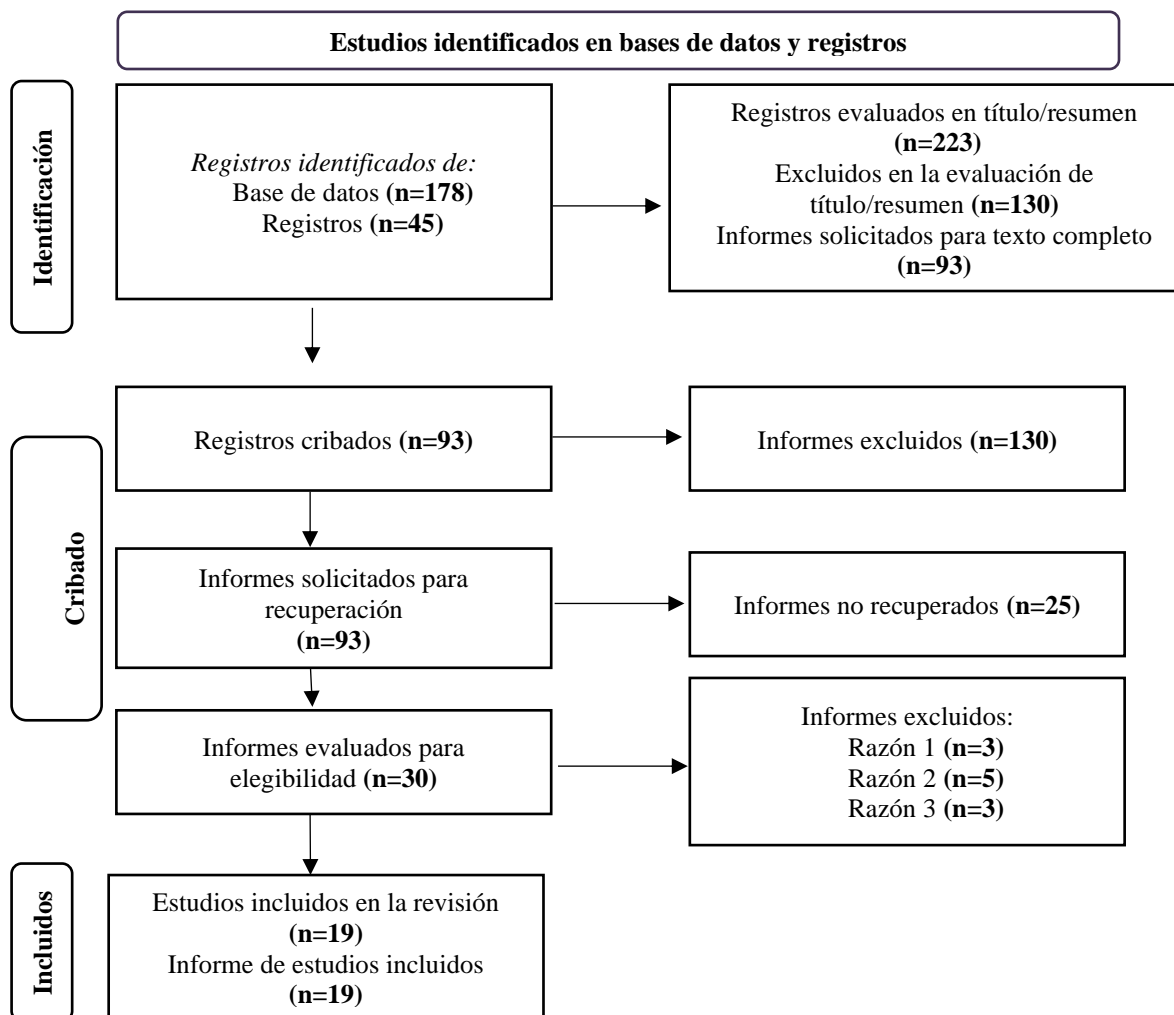 Estudios identificados en bases de datos y registros
Identificación
Registros identificados de:
Base de datos (n=178)
Registros (n=45)
Registros evaluados en título/resumen
(n=223)
Excluidos en la evaluación de
título/resumen (n=130)
Informes solicitados para texto completo
(n=93)
Cribado
Registros cribados (n=93)
Informes excluidos (n=130)
Informes solicitados para
recuperación
(n=93)
Informes no recuperados (n=25)
Informes evaluados para
elegibilidad (n=30)
Informes excluidos:
Razón 1 (n=3)
Razón 2 (n=5)
Razón 3 (n=3)
Incluidos
Estudios incluidos en la revisión
(n=19)
Informe de estudios incluidos
(n=19)